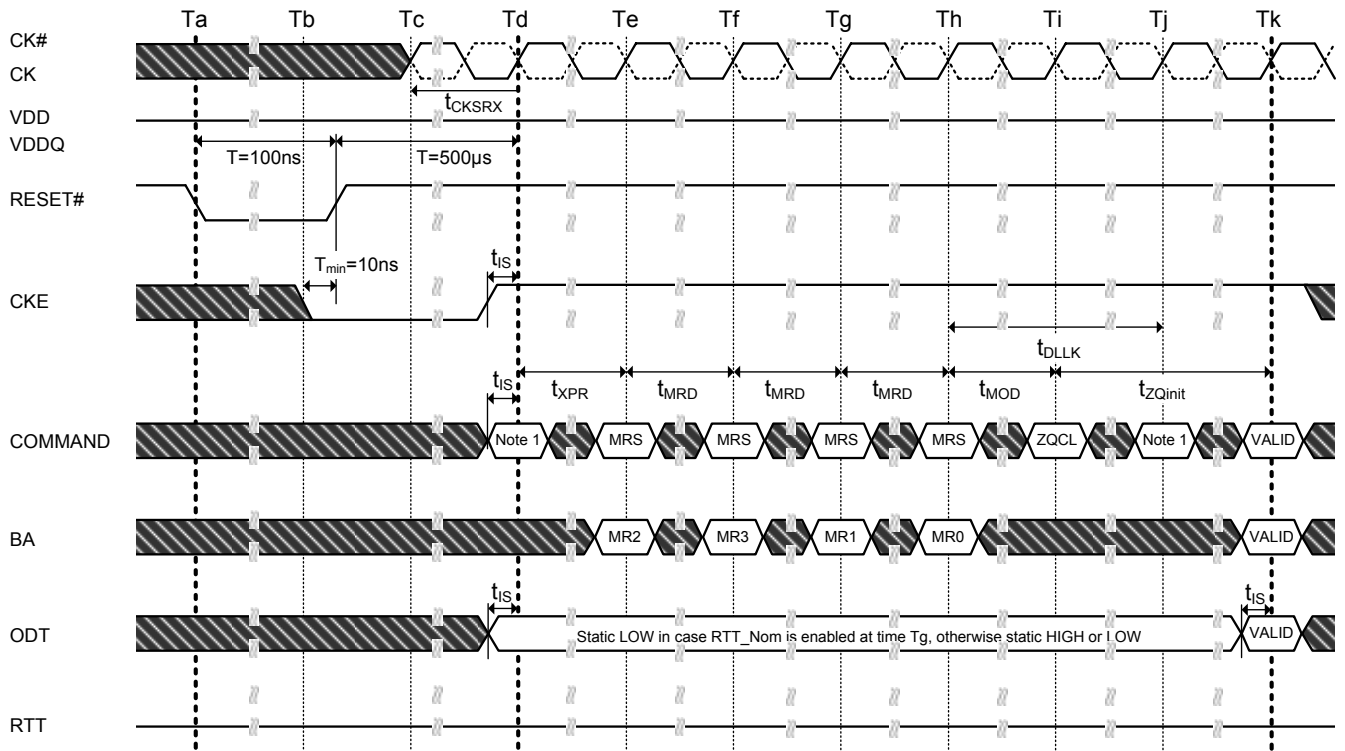 Ta Tb Tc Td Te Tf Tg Th Ti Tj Tk
CK#
CK
tCKSRX
VDD
VDDQ
T=100ns T=500µs
RESET#
Tmin=10ns tIS
CKE
tDLLK
tIS tXPR tMRD tMRD tMRD tMOD tZQinit
COMMAND Note 1 MRS MRS MRS MRS ZQCL Note 1 VALID
BA MR2 MR3 MR1 MR0 VALID
tIS tIS
ODT Static LOW in case RTT_Nom is enabled at time Tg, otherwise static HIGH or LOW VALID
RTT